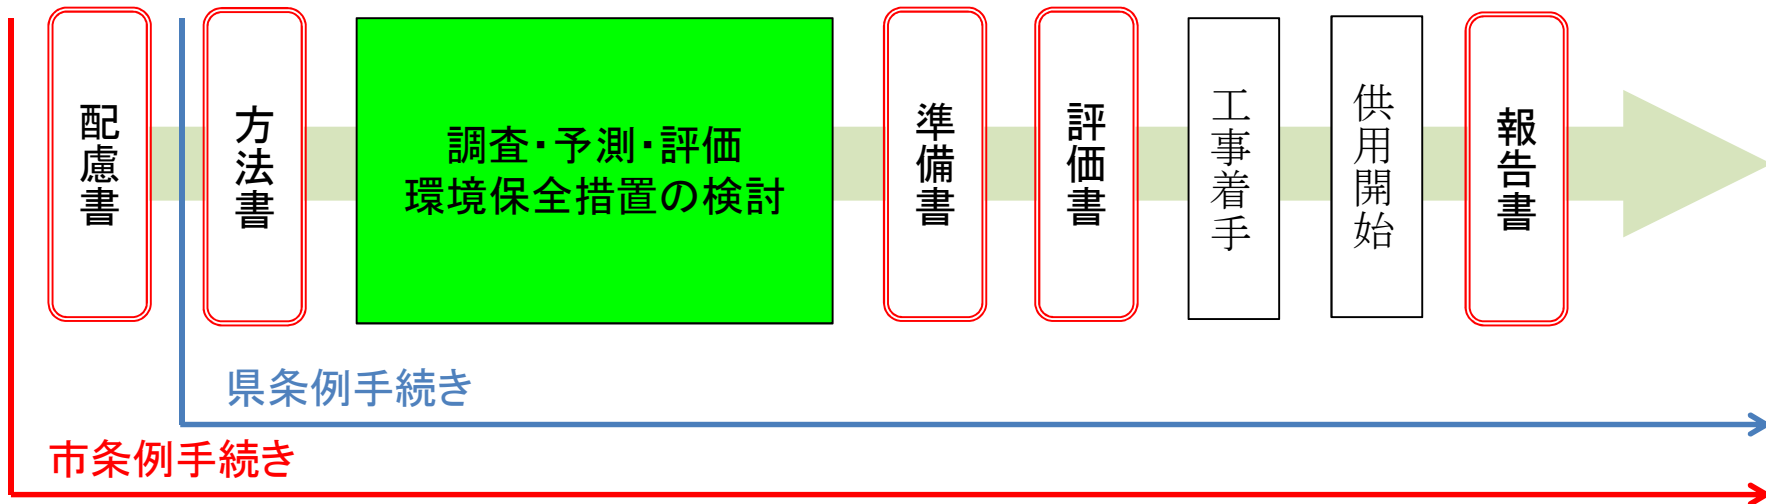 配慮書
方法書
調査・予測・評価
環境保全措置の検討
準備書
評価書
工事着手
供用開始
報告書
県条例手続き
市条例手続き